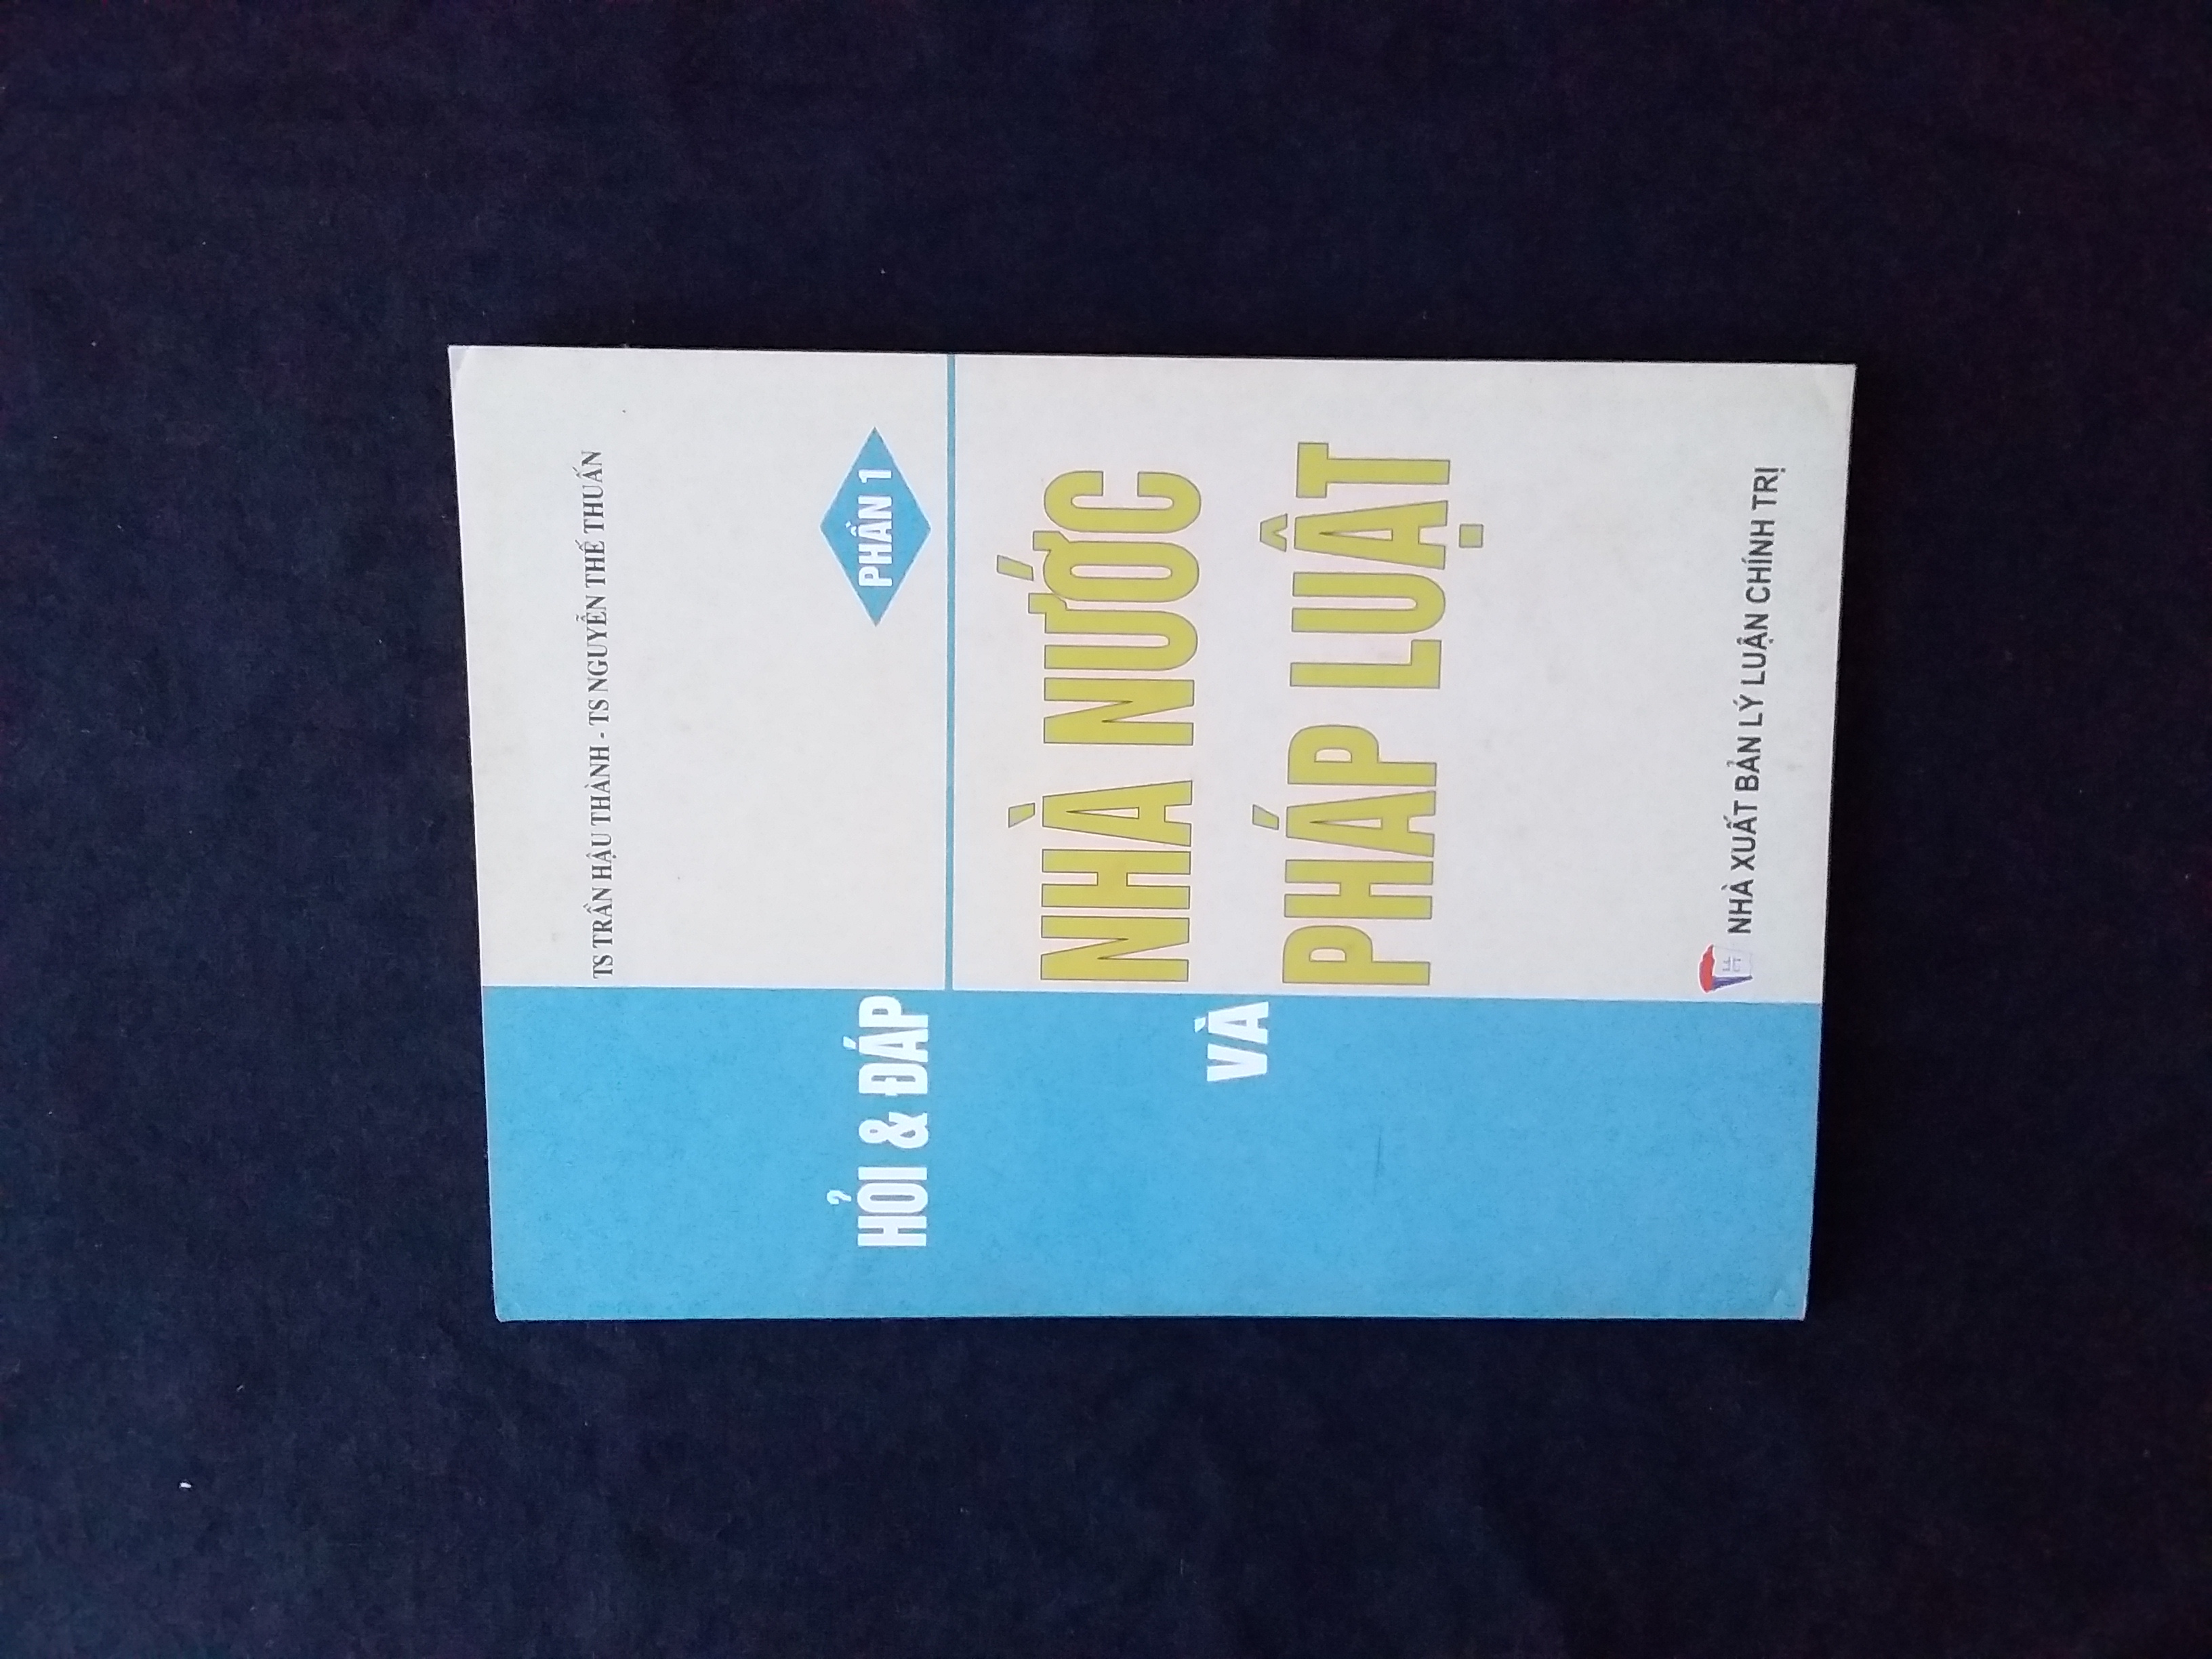 TS TRẦN HẬU THÀNH - TS NGUYỄN THẾ THUẤN
PHẦN 1
HỎI & ĐÁP
NHÀ NƯỚC
VÀ
PHÁP LUẬT
NHÀ XUẤT BẢN LÝ LUẬN CHÍNH TRỊ